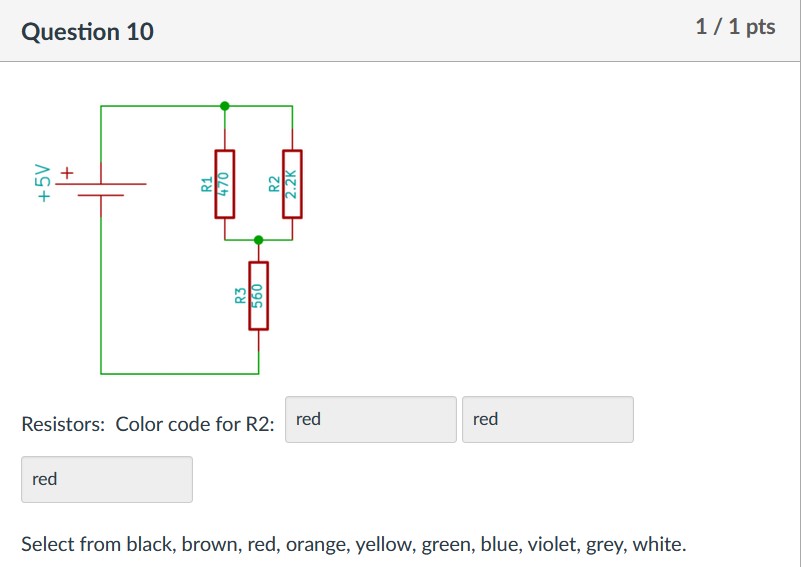 Question 10
1 / 1 pts
+5V
+
R1
470
R2
2.2K
R3
560
Resistors: Color code for R2: red red
red
Select from black, brown, red, orange, yellow, green, blue, violet, grey, white.